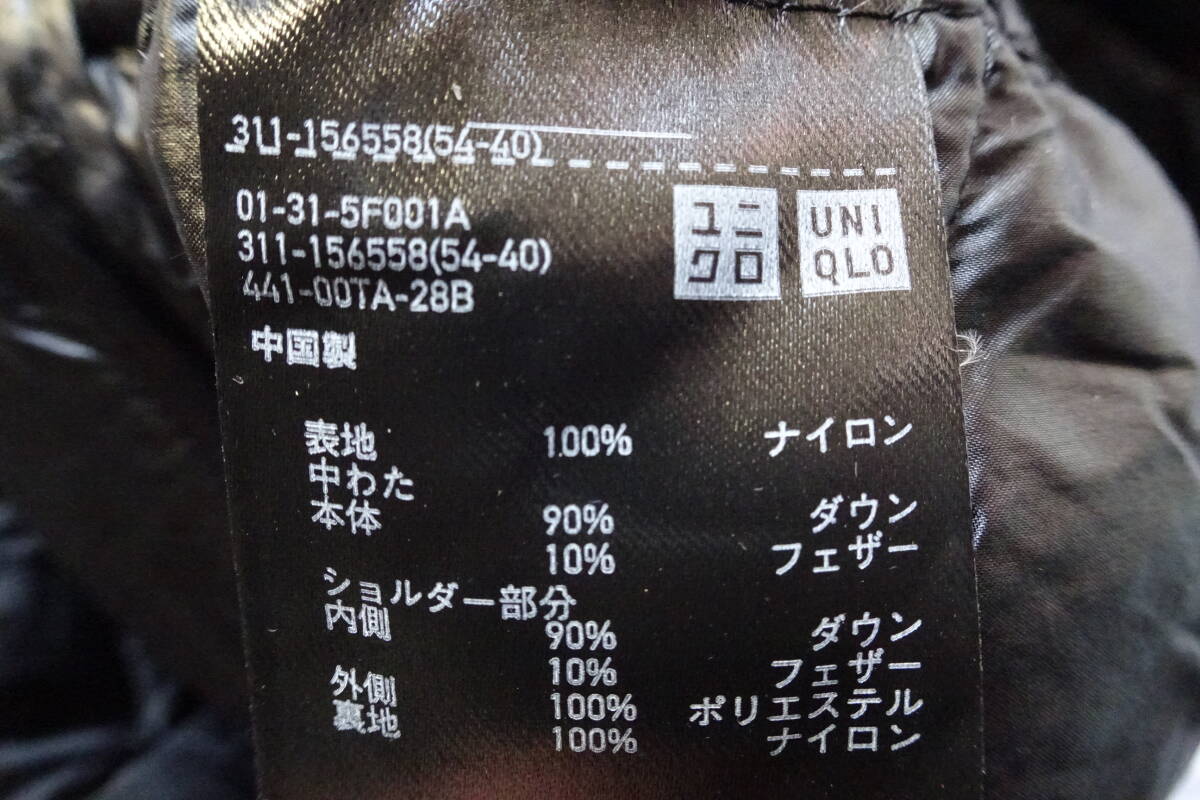 311-156558(54-40)
01-31-5F001A
311-156558(54-40)
441-00TA-28B
ユニ
クロ
UNI
QLO
中国製
表地 100% ナイロン
中わた
本体 90% ダウン
10% フェザー
ショルダー部分
内側 90% ダウン
10% フェザー
外側 100% ポリエステル
裏地 100% ナイロン